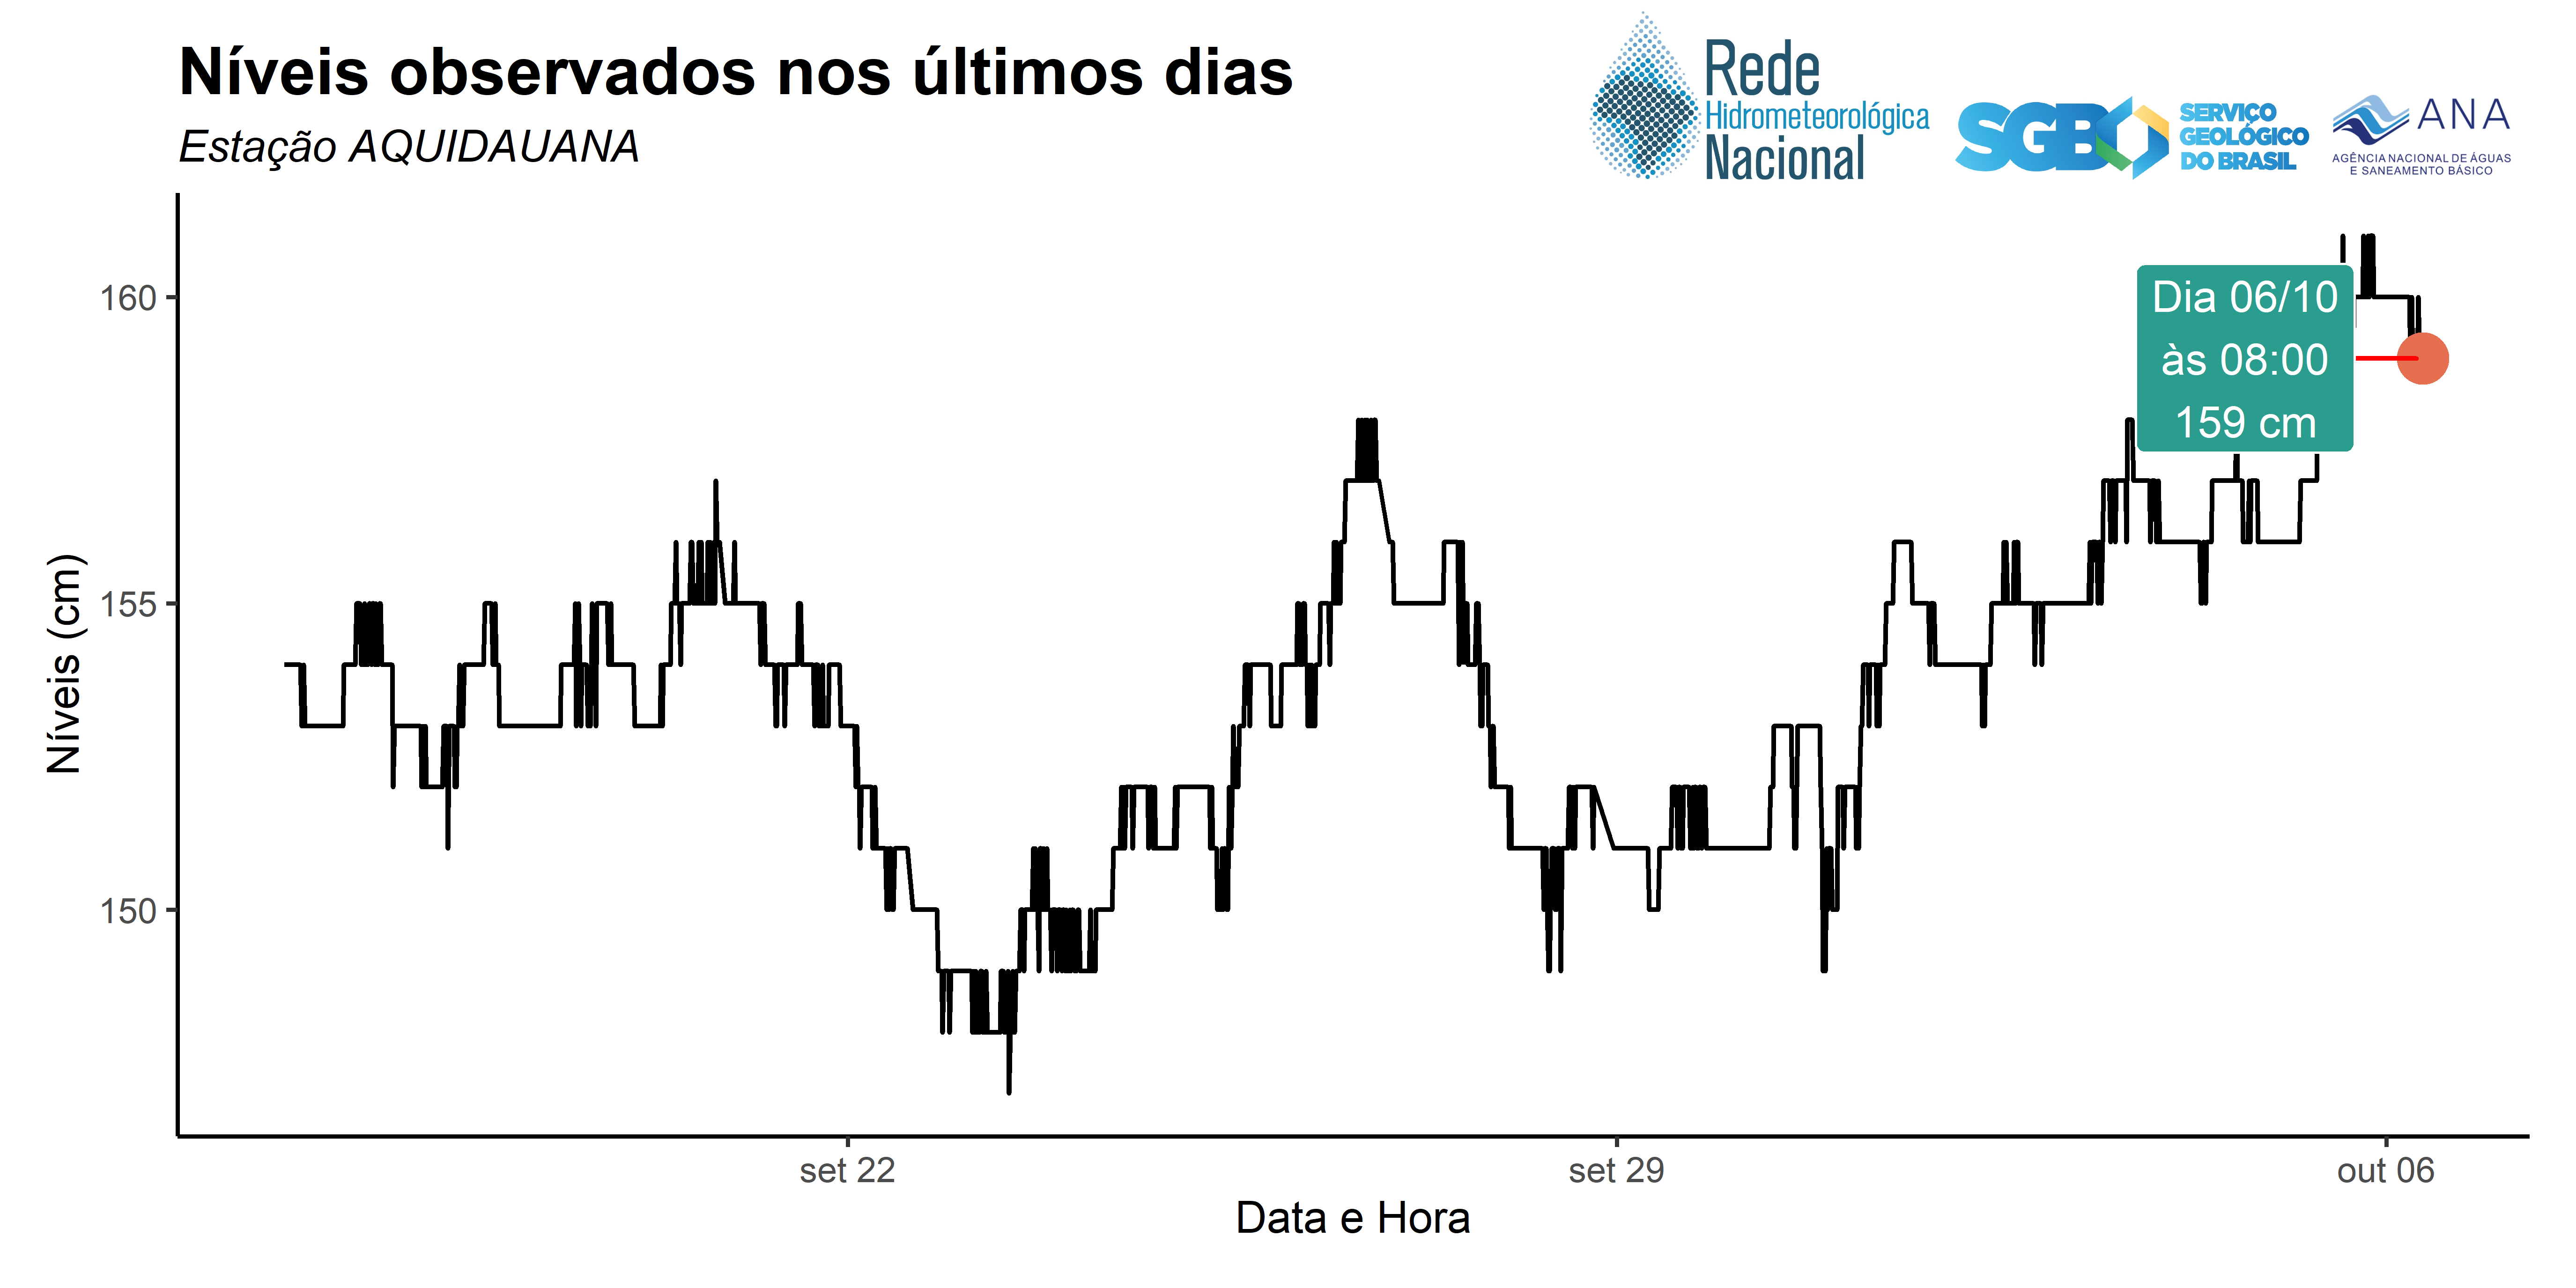 Níveis observados nos últimos dias
Estação AQUIDAUANA
Rede
Hidrometeorológica
Nacional
SGB
SERVIÇO
GEOLÓGICO
DO BRASIL
ANA
AGÊNCIA NACIONAL DE ÁGUAS
E SANEAMENTO BÁSICO
Níveis (cm)
160
155
150
Dia 06/10
às 08:00
159 cm
set 22
set 29
out 06
Data e Hora